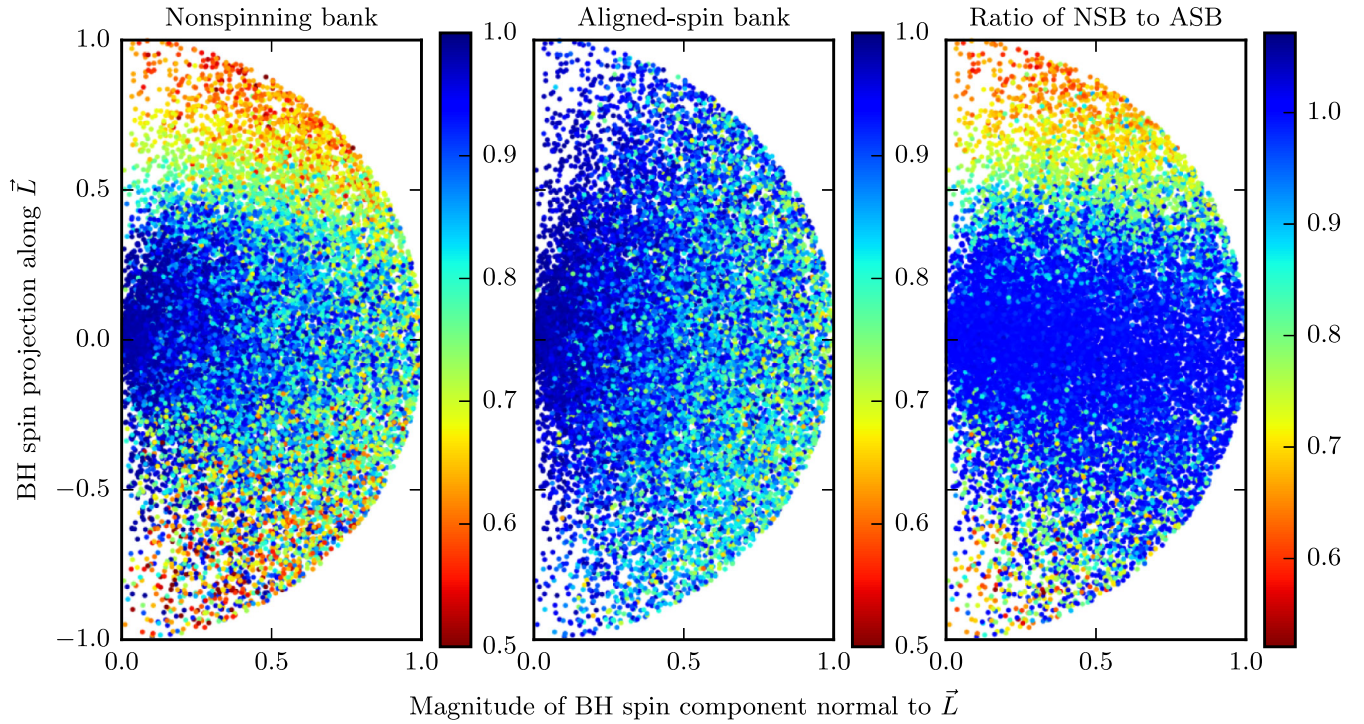 Nonspinning bank
Aligned-spin bank
Ratio of NSB to ASB
BH spin projection along L⃗
1.0
0.5
0.0
−0.5
−1.0
0.0 0.5 1.0
1.0
0.9
0.8
0.7
0.6
0.5
0.0 0.5 1.0
1.0
0.9
0.8
0.7
0.6
0.5
0.0 0.5 1.0
1.0
0.9
0.8
0.7
0.6
Magnitude of BH spin component normal to L⃗